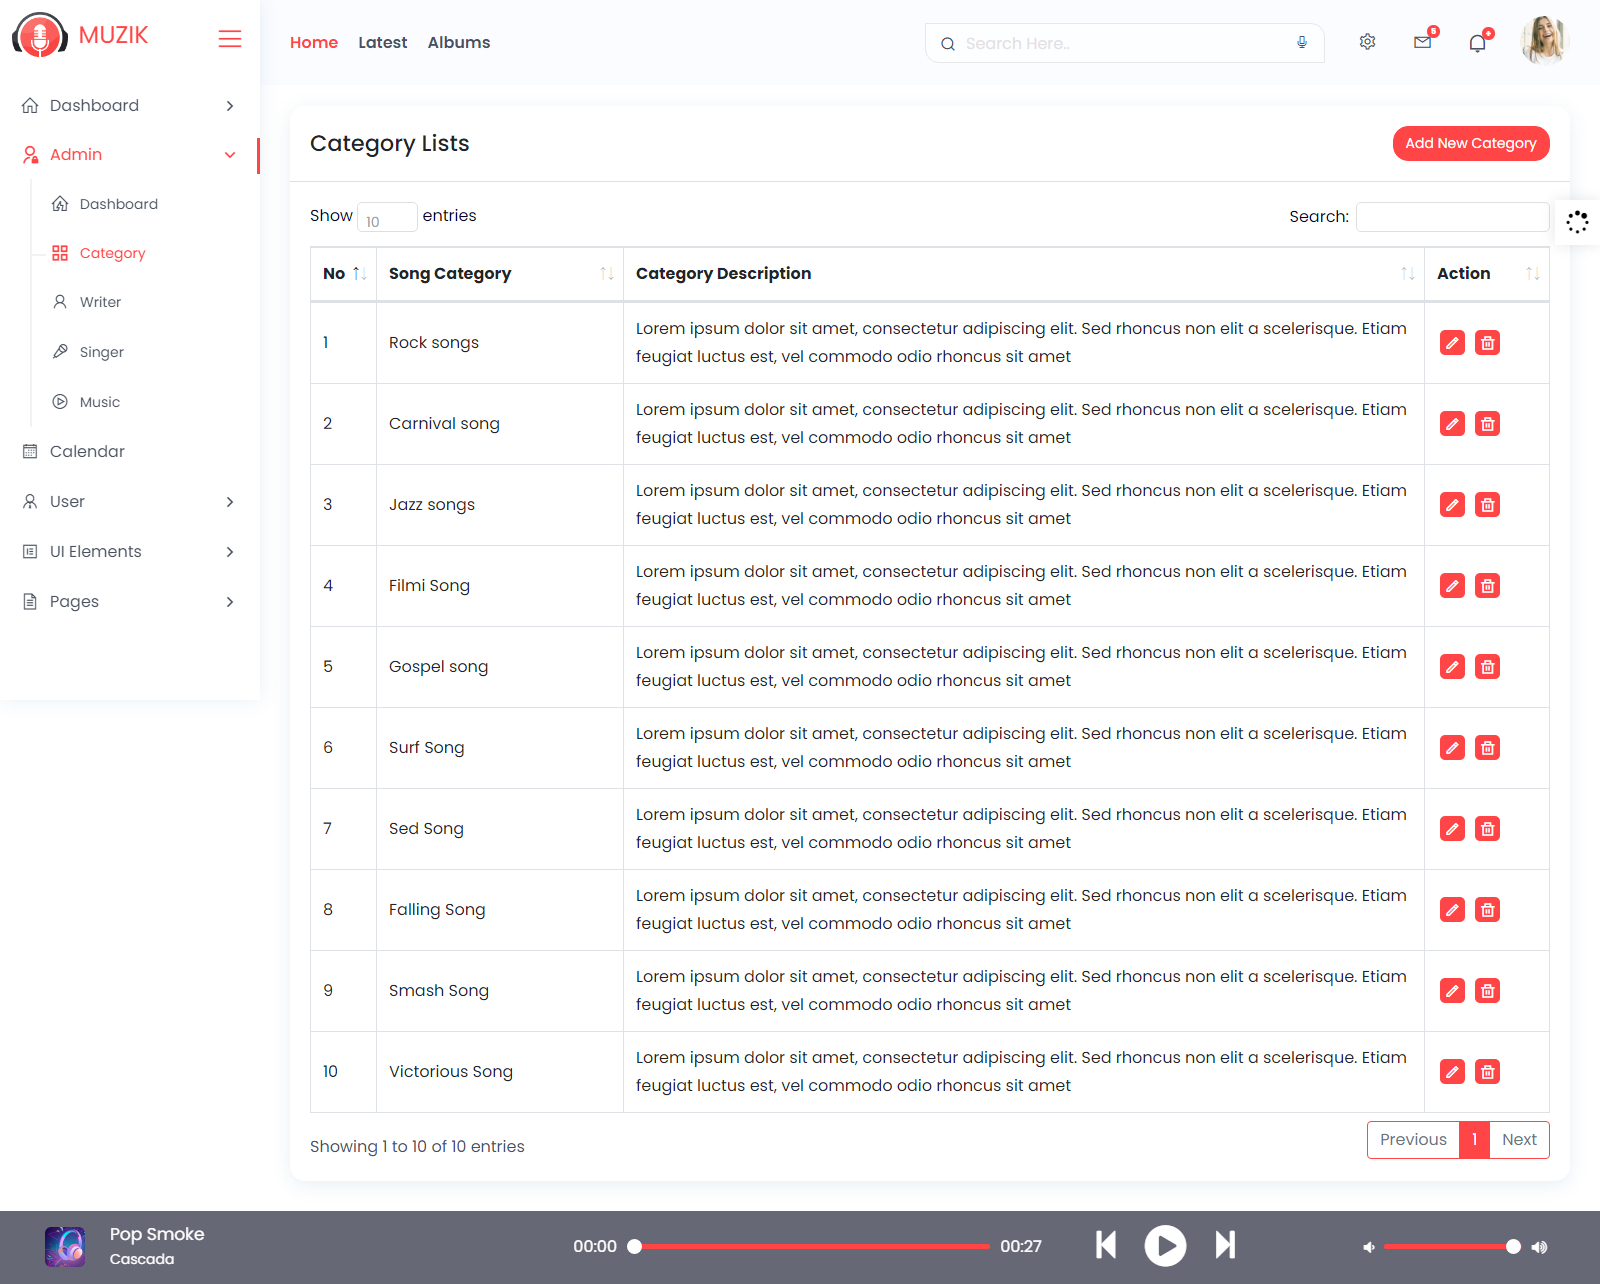 MUZIK
Home Latest Albums
Search Here..
5
Dashboard
Admin
Dashboard
Category
Writer
Singer
Music
Calendar
User
UI Elements
Pages
Category Lists
Add New Category
Show 10 entries
Search:
No Song Category Category Description Action
1 Rock songs Lorem ipsum dolor sit amet, consectetur adipiscing elit. Sed rhoncus non elit a scelerisque. Etiam
feugiat luctus est, vel commodo odio rhoncus sit amet
2 Carnival song Lorem ipsum dolor sit amet, consectetur adipiscing elit. Sed rhoncus non elit a scelerisque. Etiam
feugiat luctus est, vel commodo odio rhoncus sit amet
3 Jazz songs Lorem ipsum dolor sit amet, consectetur adipiscing elit. Sed rhoncus non elit a scelerisque. Etiam
feugiat luctus est, vel commodo odio rhoncus sit amet
4 Filmi Song Lorem ipsum dolor sit amet, consectetur adipiscing elit. Sed rhoncus non elit a scelerisque. Etiam
feugiat luctus est, vel commodo odio rhoncus sit amet
5 Gospel song Lorem ipsum dolor sit amet, consectetur adipiscing elit. Sed rhoncus non elit a scelerisque. Etiam
feugiat luctus est, vel commodo odio rhoncus sit amet
6 Surf Song Lorem ipsum dolor sit amet, consectetur adipiscing elit. Sed rhoncus non elit a scelerisque. Etiam
feugiat luctus est, vel commodo odio rhoncus sit amet
7 Sed Song Lorem ipsum dolor sit amet, consectetur adipiscing elit. Sed rhoncus non elit a scelerisque. Etiam
feugiat luctus est, vel commodo odio rhoncus sit amet
8 Falling Song Lorem ipsum dolor sit amet, consectetur adipiscing elit. Sed rhoncus non elit a scelerisque. Etiam
feugiat luctus est, vel commodo odio rhoncus sit amet
9 Smash Song Lorem ipsum dolor sit amet, consectetur adipiscing elit. Sed rhoncus non elit a scelerisque. Etiam
feugiat luctus est, vel commodo odio rhoncus sit amet
10 Victorious Song Lorem ipsum dolor sit amet, consectetur adipiscing elit. Sed rhoncus non elit a scelerisque. Etiam
feugiat luctus est, vel commodo odio rhoncus sit amet
Showing 1 to 10 of 10 entries
Previous 1 Next
Pop Smoke
Cascada
00:00 00:27